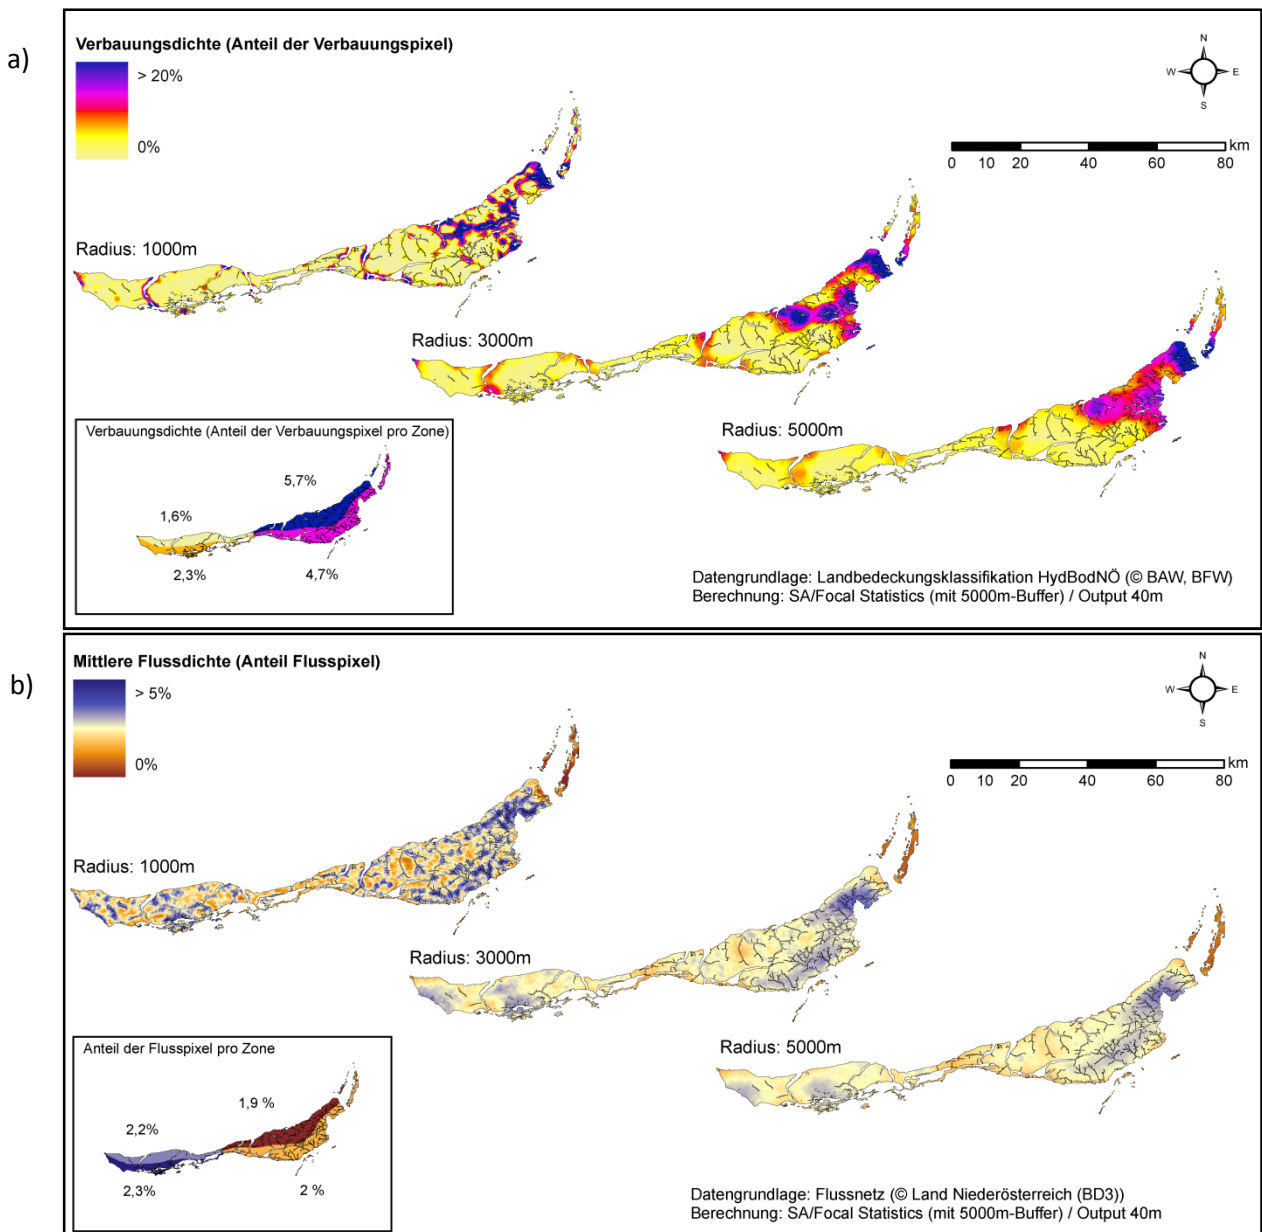 a)
Verbauungsdichte (Anteil der Verbauungspixel)
> 20%
0%
N
W E
S
km
0 10 20 40 60 80
Radius: 1000m
Radius: 3000m
Radius: 5000m
Verbauungsdichte (Anteil der Verbauungspixel pro Zone)
5,7%
1,6%
2,3%
4,7%
Datengrundlage: Landbedeckungsklassifikation HydBodNÖ (© BAW, BFW)
Berechnung: SA/Focal Statistics (mit 5000m-Buffer) / Output 40m
b)
Mittlere Flussdichte (Anteil Flusspixel)
> 5%
0%
N
W E
S
km
0 10 20 40 60 80
Radius: 1000m
Radius: 3000m
Radius: 5000m
Anteil der Flusspixel pro Zone
1,9 %
2,2%
2,3%
2 %
Datengrundlage: Flussnetz (© Land Niederösterreich (BD3))
Berechnung: SA/Focal Statistics (mit 5000m-Buffer) / Output 40m